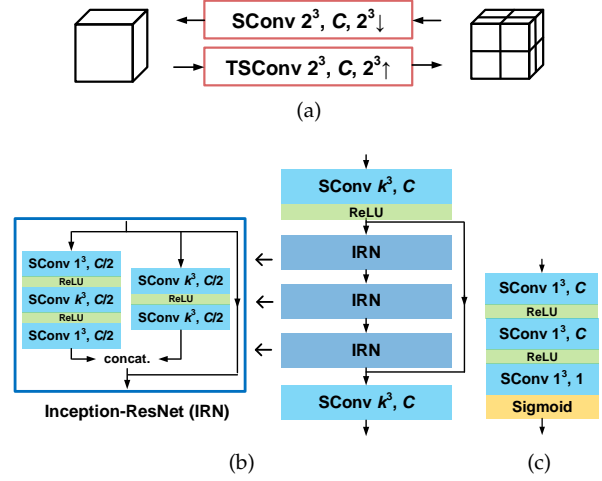 SConv 2³, C, 2³↓
TSConv 2³, C, 2³↑
(a)
SConv k³, C
ReLU
IRN
IRN
IRN
SConv k³, C
SConv 1³, C/2
ReLU
SConv k³, C/2
ReLU
SConv 1³, C/2
SConv k³, C/2
ReLU
SConv k³, C/2
concat.
Inception-ResNet (IRN)
(b)
SConv 1³, C
ReLU
SConv 1³, C
ReLU
SConv 1³, 1
Sigmoid
(c)